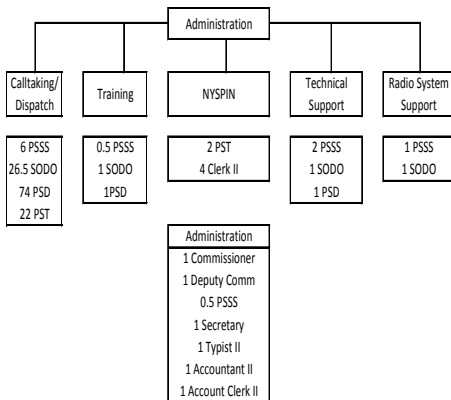 Administration
Calltaking/
Dispatch
Training
NYSPIN
Technical
Support
Radio System
Support
6 PSSS
26.5 SODO
74 PSD
22 PST
0.5 PSSS
1 SODO
1PSD
2 PST
4 Clerk II
2 PSSS
1 SODO
1 PSD
1 PSSS
1 SODO
Administration
1 Commissioner
1 Deputy Comm
0.5 PSSS
1 Secretary
1 Typist II
1 Accountant II
1 Account Clerk II